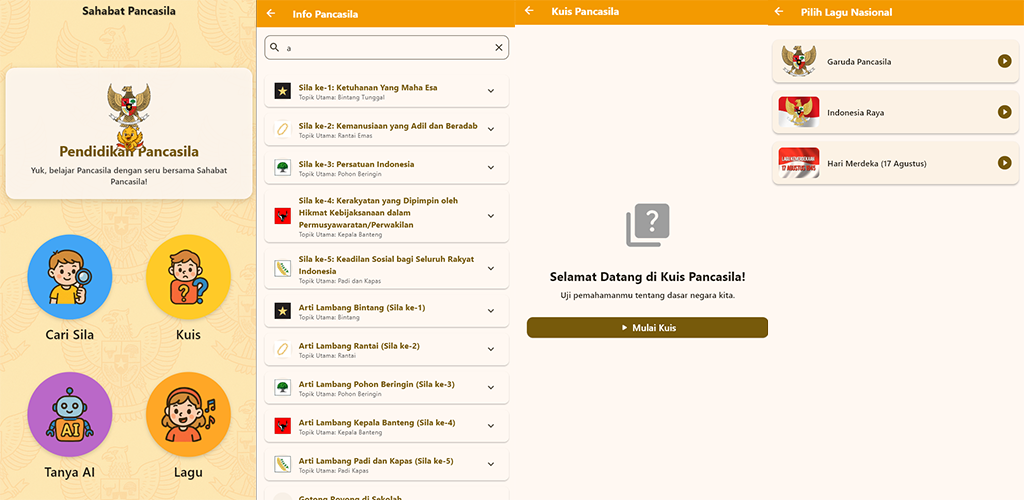 Sahabat Pancasila
Pendidikan Pancasila
Yuk, belajar Pancasila dengan seru bersama Sahabat
Pancasila!
Cari Sila
Kuis
AI
Tanya AI
Lagu
Info Pancasila
a
Sila ke-1: Ketuhanan Yang Maha Esa
Topik Utama: Bintang Tunggal
Sila ke-2: Kemanusiaan yang Adil dan Beradab
Topik Utama: Rantai Emas
Sila ke-3: Persatuan Indonesia
Topik Utama: Pohon Beringin
Sila ke-4: Kerakyatan yang Dipimpin oleh
Hikmat Kebijaksanaan dalam
Permusyawaratan/Perwakilan
Topik Utama: Kepala Banteng
Sila ke-5: Keadilan Sosial bagi Seluruh Rakyat
Indonesia
Topik Utama: Padi dan Kapas
Arti Lambang Bintang (Sila ke-1)
Topik Utama: Bintang
Arti Lambang Rantai (Sila ke-2)
Topik Utama: Rantai
Arti Lambang Pohon Beringin (Sila ke-3)
Topik Utama: Pohon Beringin
Arti Lambang Kepala Banteng (Sila ke-4)
Topik Utama: Kepala Banteng
Arti Lambang Padi dan Kapas (Sila ke-5)
Topik Utama: Padi Kapas
Gotong Royong di Sekolah
Kuis Pancasila
Selamat Datang di Kuis Pancasila!
Uji pemahamanmu tentang dasar negara kita.
Mulai Kuis
Pilih Lagu Nasional
Garuda Pancasila
Indonesia Raya
LAGU KEMERDEKAAN
17 AGUSTUS 1945
Hari Merdeka (17 Agustus)